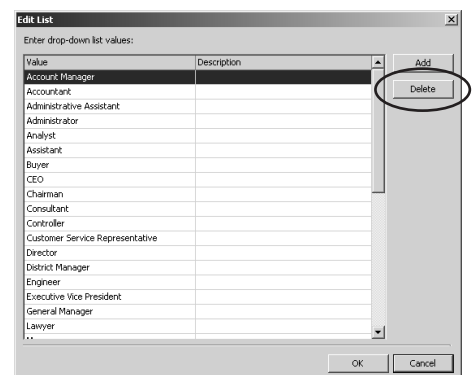 Edit List
Enter drop-down list values:
Value Description
Account Manager
Accountant
Administrative Assistant
Administrator
Analyst
Assistant
Buyer
CEO
Chairman
Consultant
Controller
Customer Service Representative
Director
District Manager
Engineer
Executive Vice President
General Manager
Lawyer
Add
Delete
OK Cancel